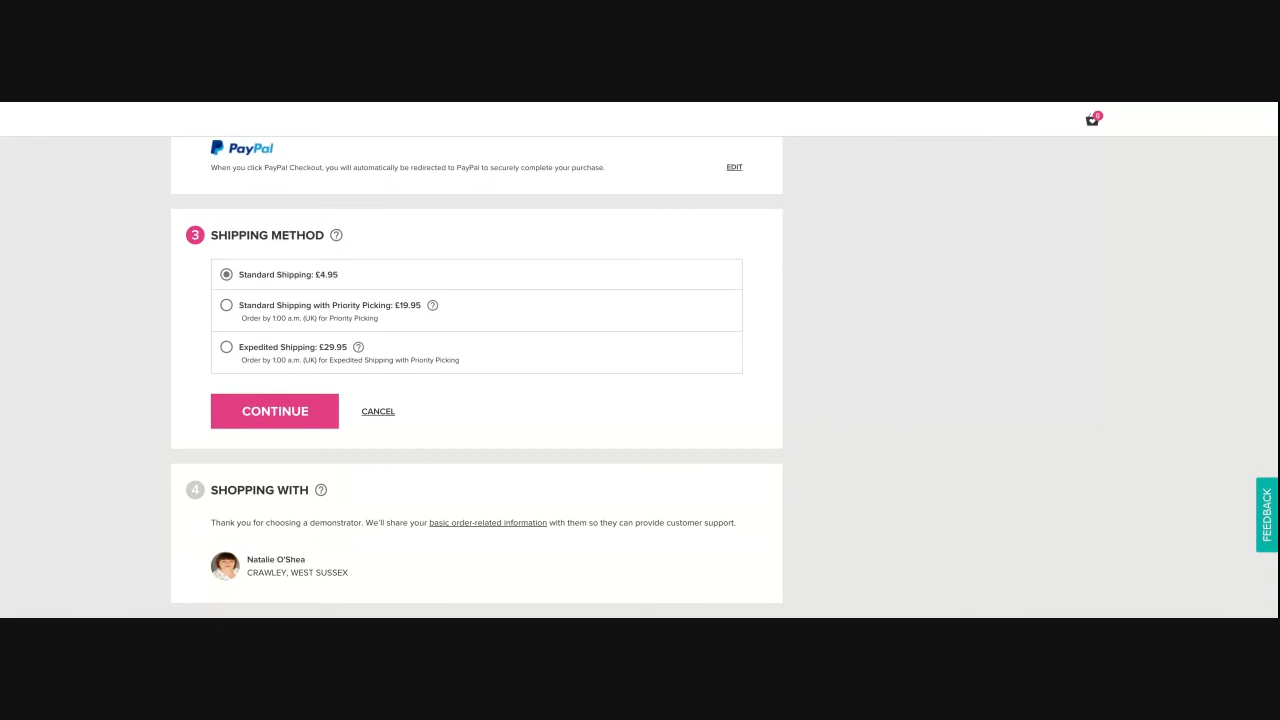 8
PayPal
When you click PayPal Checkout, you will automatically be redirected to PayPal to securely complete your purchase.
EDIT
3 SHIPPING METHOD ?
Standard Shipping: £4.95
Standard Shipping with Priority Picking: £19.95 ?
Order by 1:00 a.m. (UK) for Priority Picking
Expedited Shipping: £29.95 ?
Order by 1:00 a.m. (UK) for Expedited Shipping with Priority Picking
CONTINUE
CANCEL
4 SHOPPING WITH ?
Thank you for choosing a demonstrator. We'll share your basic order-related information with them so they can provide customer support.
Natalie O'Shea
CRAWLEY, WEST SUSSEX
FEEDBACK